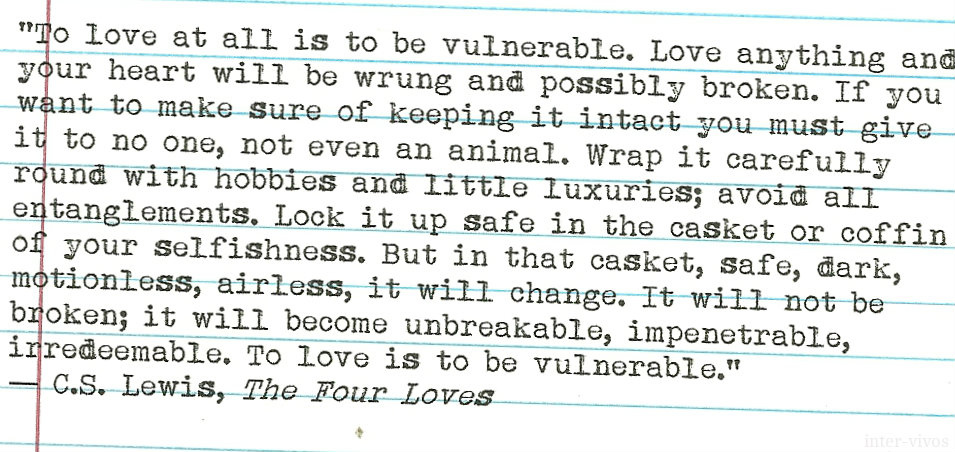 "To love at all is to be vulnerable. Love anything and
your heart will be wrung and possibly broken. If you
want to make sure of keeping it intact you must give
it to no one, not even an animal. Wrap it carefully
round with hobbies and little luxuries; avoid all
entanglements. Lock it up safe in the casket or coffin
of your selfishness. But in that casket, safe, dark,
motionless, airless, it will change. It will not be
broken; it will become unbreakable, impenetrable,
irredeemable. To love is to be vulnerable."
— C.S. Lewis, The Four Loves
inter-vivos